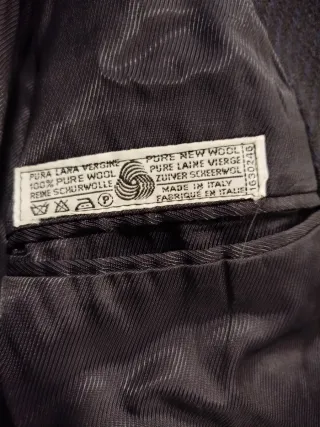 PURA LANA VERGINE
100% PURE WOOL
REINE SCHURWOLLE
P
PURE NEW WOOL
PURE LAINE VIERGE
ZUIVER SCHEERWOL
MADE IN ITALY
FABRIQUÉ EN ITALIE